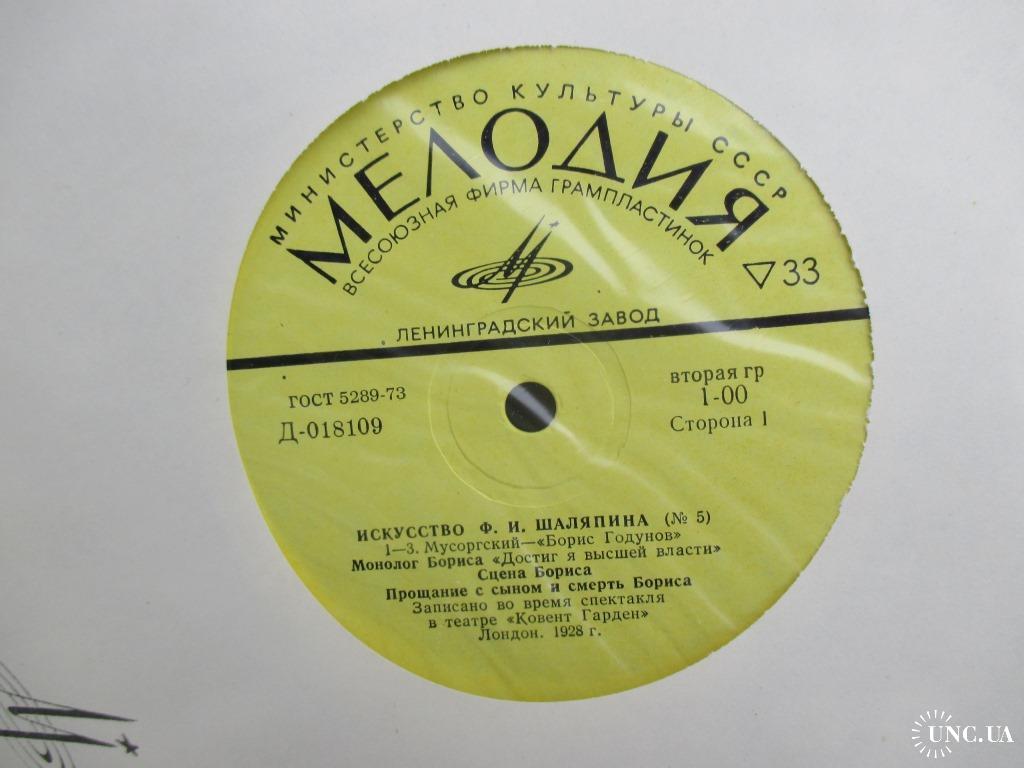 МИНИСТЕРСТВО КУЛЬТУРЫ СССР
МЕЛОДИЯ
ВСЕСОЮЗНАЯ ФИРМА ГРАМПЛАСТИНОК
▽33
ЛЕНИНГРАДСКИЙ ЗАВОД
ГОСТ 5289-73
Д-018109
вторая гр
1-00
Сторона 1
ИСКУССТВО Ф. И. ШАЛЯПИНА (№ 5)
1—3. Мусоргский—«Борис Годунов»
Монолог Бориса «Достиг я высшей власти»
Сцена Бориса
Прощание с сыном и смерть Бориса
Записано во время спектакля
в театре «Ковент Гарден»
Лондон. 1928 г.
UNC.UA